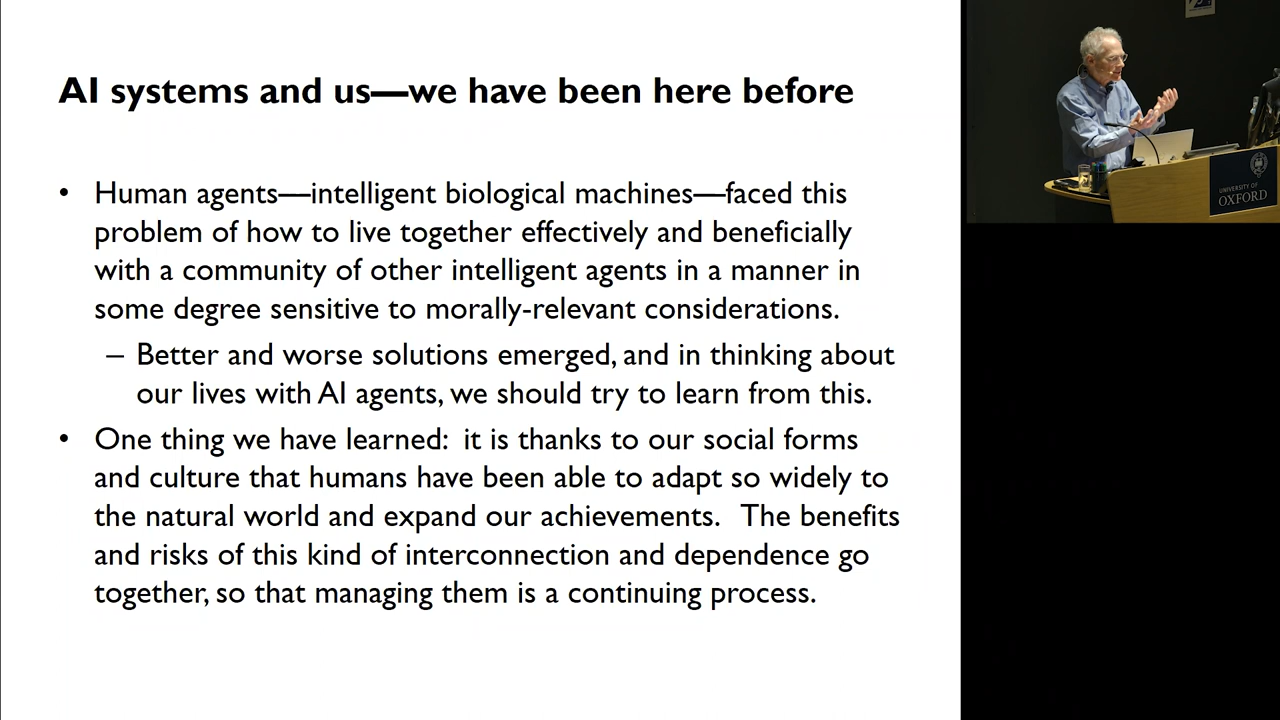 AI systems and us—we have been here before
• Human agents—intelligent biological machines—faced this
problem of how to live together effectively and beneficially
with a community of other intelligent agents in a manner in
some degree sensitive to morally-relevant considerations.
– Better and worse solutions emerged, and in thinking about
our lives with AI agents, we should try to learn from this.
• One thing we have learned:  it is thanks to our social forms
and culture that humans have been able to adapt so widely to
the natural world and expand our achievements.  The benefits
and risks of this kind of interconnection and dependence go
together, so that managing them is a continuing process.
UNIVERSITY OF
OXFORD